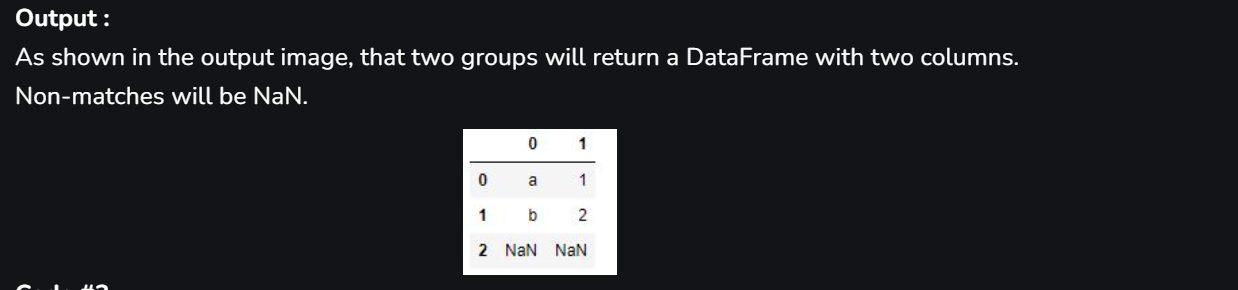 Output :
As shown in the output image, that two groups will return a DataFrame with two columns.
Non-matches will be NaN.
0 1
0 a 1
1 b 2
2 NaN NaN